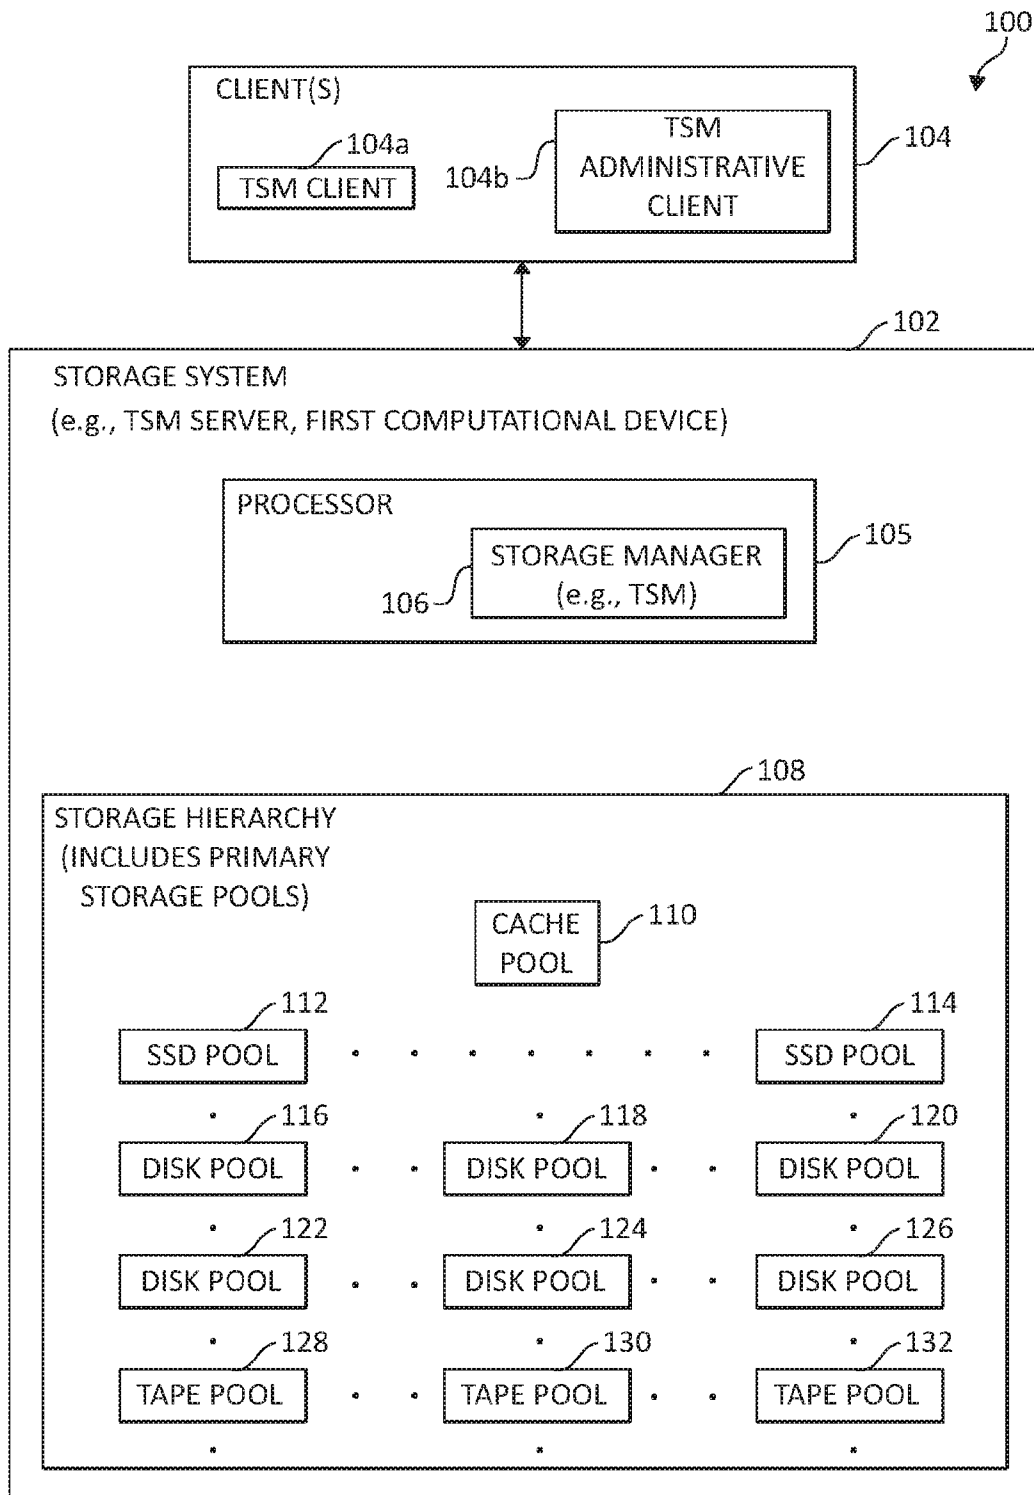 100
CLIENT(S)
104a
TSM CLIENT
104b
TSM
ADMINISTRATIVE
CLIENT
104
102
STORAGE SYSTEM
(e.g., TSM SERVER, FIRST COMPUTATIONAL DEVICE)
PROCESSOR
105
106
STORAGE MANAGER
(e.g., TSM)
108
STORAGE HIERARCHY
(INCLUDES PRIMARY
STORAGE POOLS)
CACHE
POOL
110
112
SSD POOL
114
SSD POOL
116
DISK POOL
118
DISK POOL
120
DISK POOL
122
DISK POOL
124
DISK POOL
126
DISK POOL
128
TAPE POOL
130
TAPE POOL
132
TAPE POOL